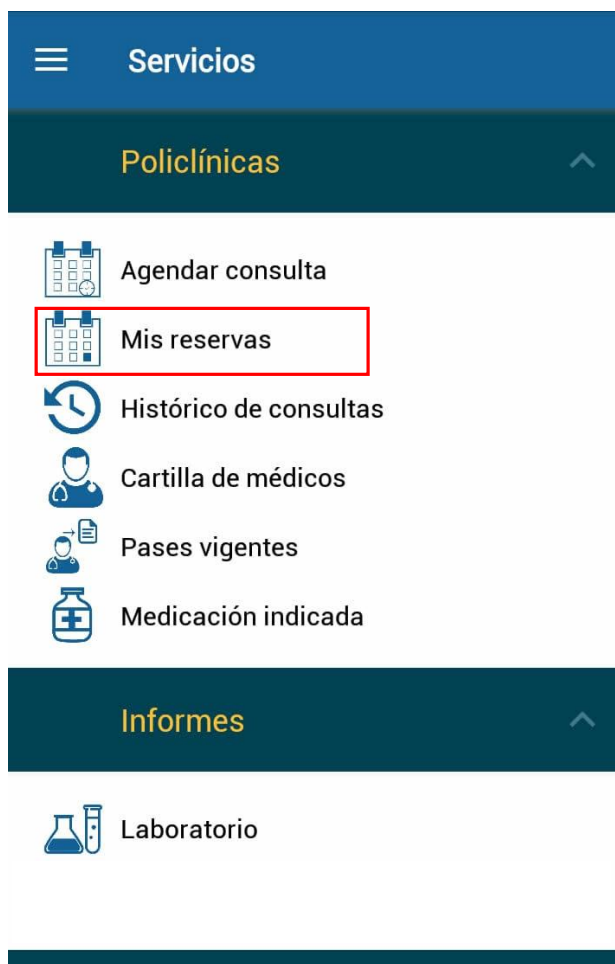 Servicios
Policlínicas
Agendar consulta
Mis reservas
Histórico de consultas
Cartilla de médicos
Pases vigentes
Medicación indicada
Informes
Laboratorio